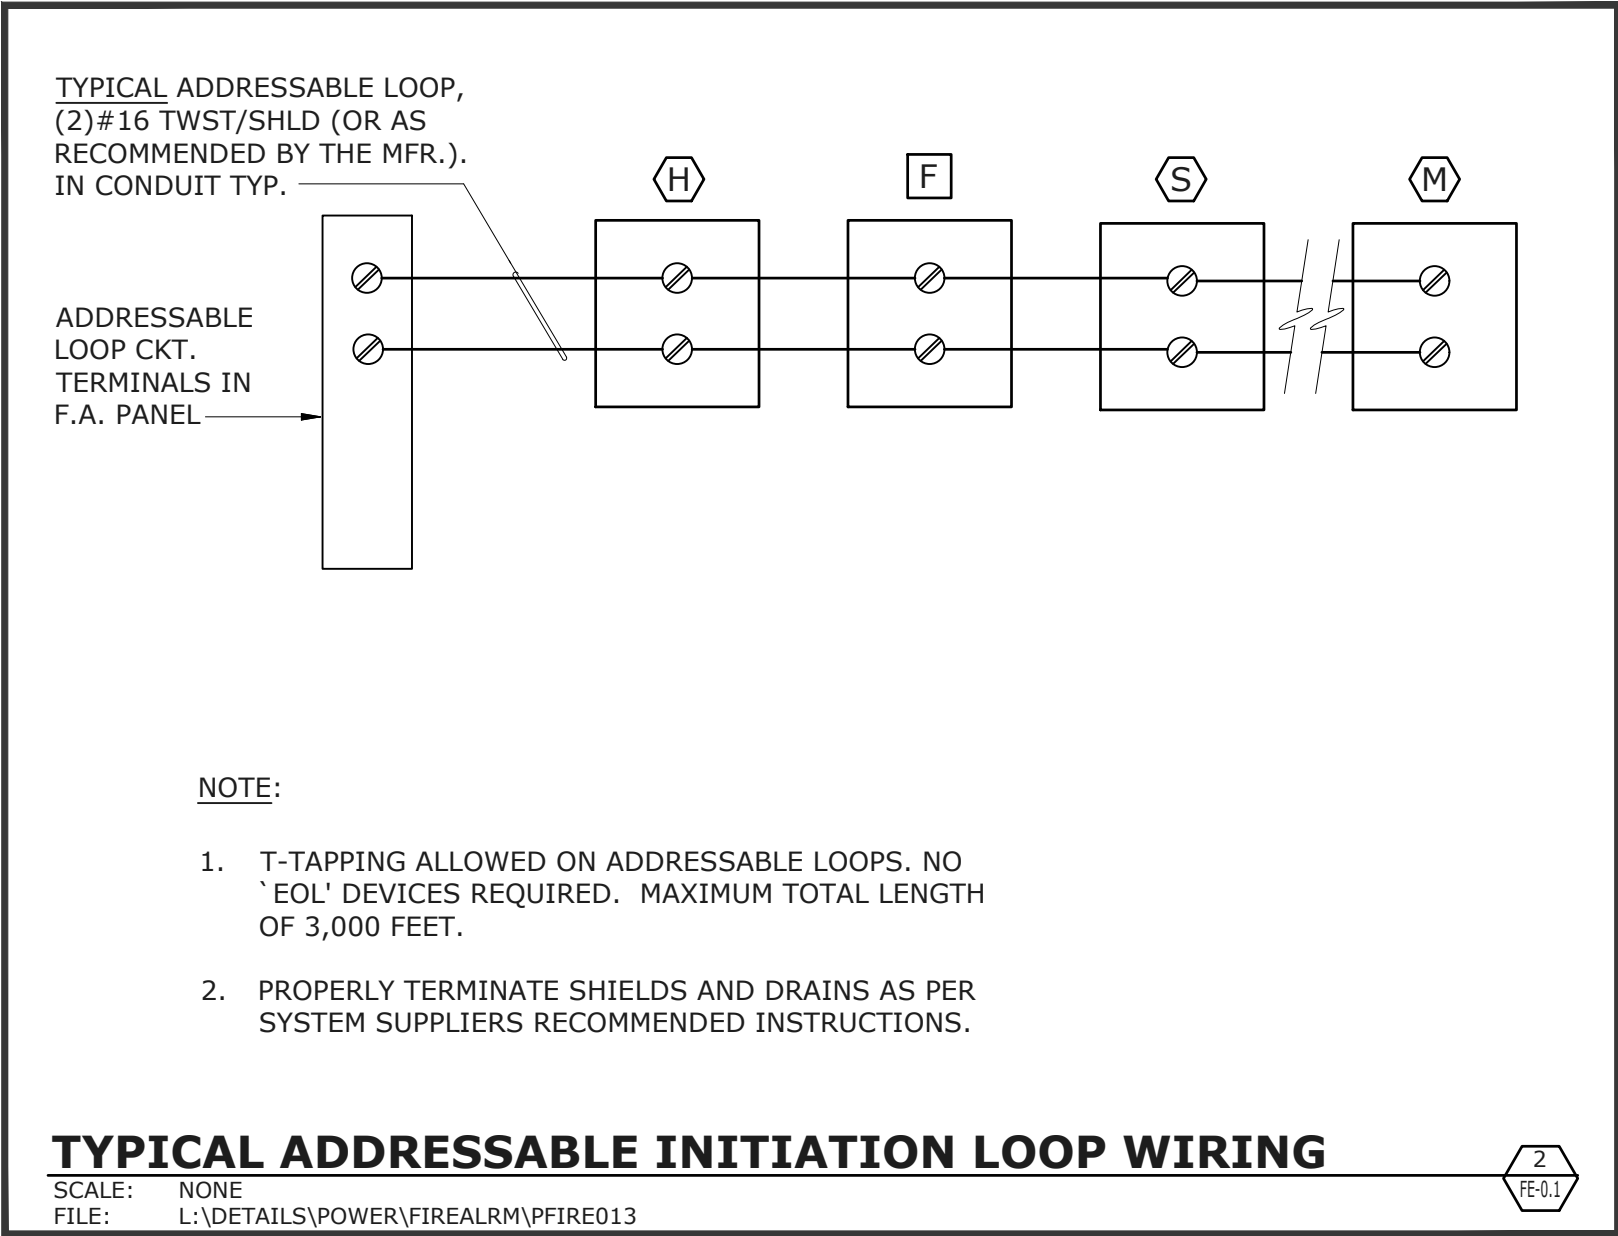 TYPICAL ADDRESSABLE LOOP,
(2)#16 TWST/SHLD (OR AS
RECOMMENDED BY THE MFR.).
IN CONDUIT TYP.
H
F
S
M
ADDRESSABLE
LOOP CKT.
TERMINALS IN
F.A. PANEL
NOTE:
1. T-TAPPING ALLOWED ON ADDRESSABLE LOOPS. NO
`EOL' DEVICES REQUIRED. MAXIMUM TOTAL LENGTH
OF 3,000 FEET.
2. PROPERLY TERMINATE SHIELDS AND DRAINS AS PER
SYSTEM SUPPLIERS RECOMMENDED INSTRUCTIONS.
TYPICAL ADDRESSABLE INITIATION LOOP WIRING
SCALE: NONE
FILE: L:\DETAILS\POWER\FIREALRM\PFIRE013
2
FE-0.1